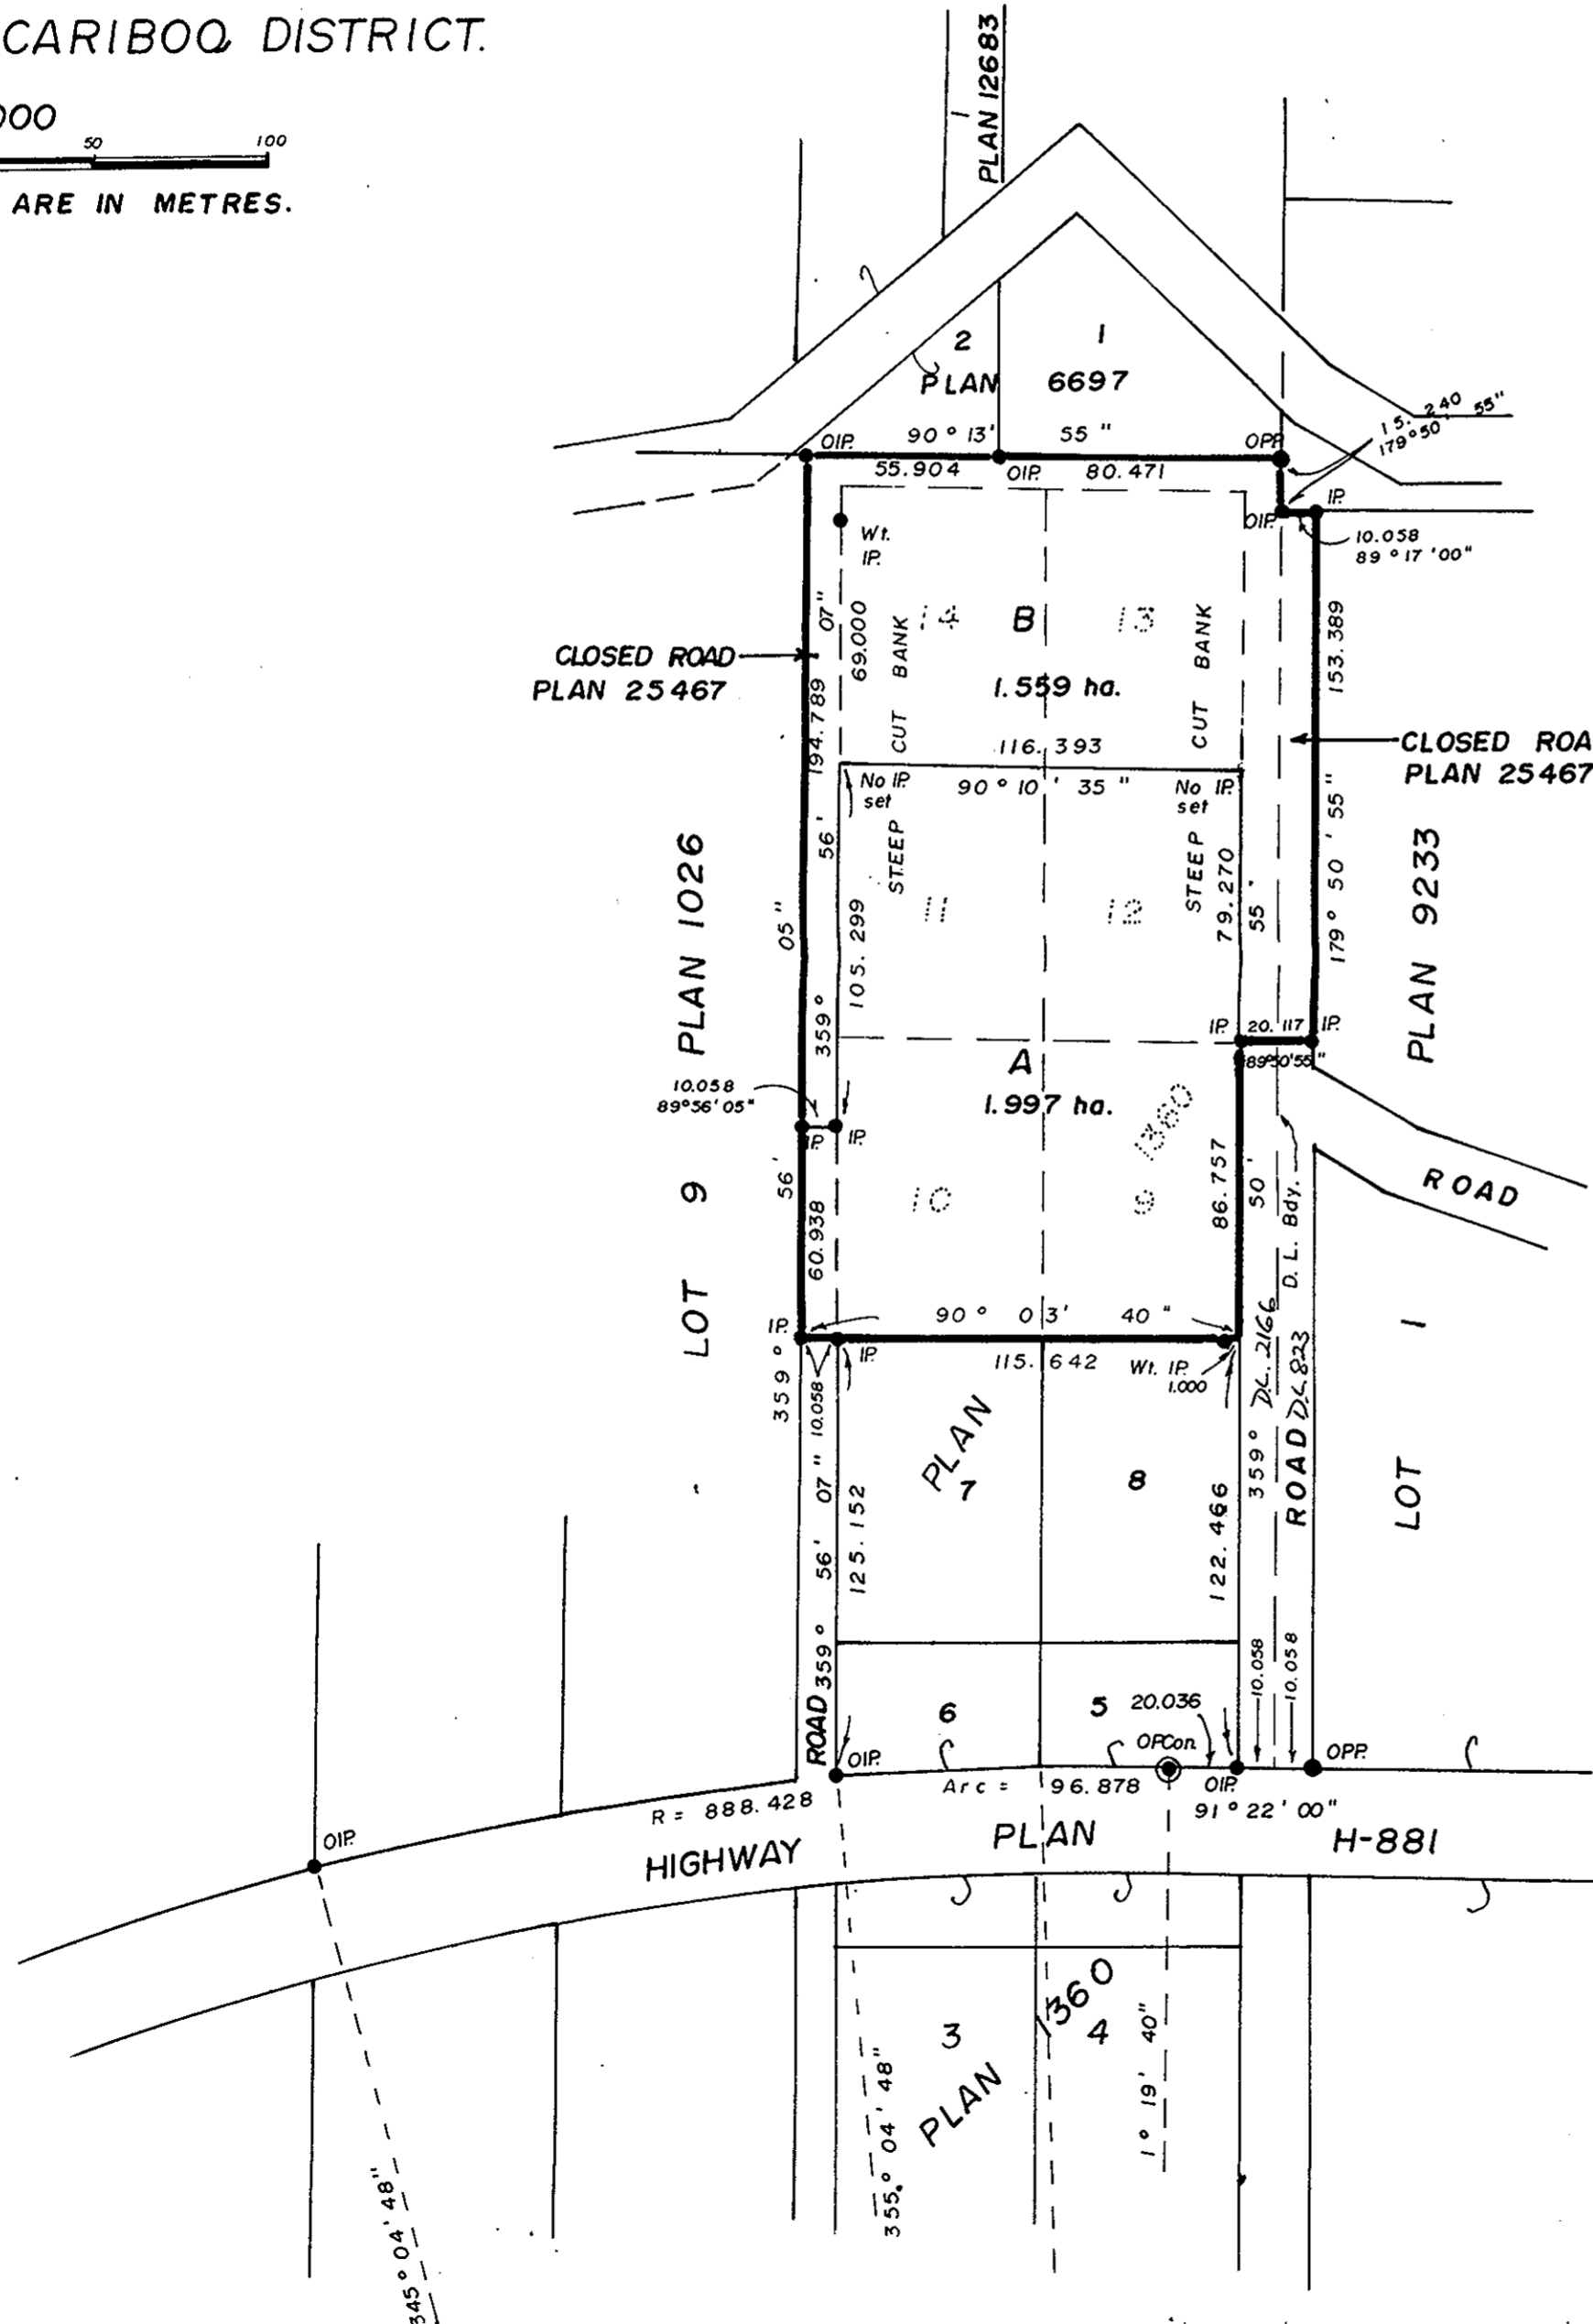 CARIBOO DISTRICT.
000
50 100
ARE IN METRES.
1
PLAN 12683
2 1
PLAN 6697
15.240
179°50'55"
OIP. 90°13'55" OPP.
55.904 OIP. 80.471
OIP. IP.
10.058
89°17'00"
Wt.
IP.
CLOSED ROAD
PLAN 25467
07"
69.000
194.789
CUT BANK
14 B 13
1.559 ha.
CUT BANK
153.389
CLOSED ROA
PLAN 25467
116.393
No IP.
set
90°10'35"
No IP.
set
STEEP
STEEP
56'
105.299
05"
359°
11 12
79.270
55"
179°50'55"
LOT 9 PLAN 1026
PLAN 9233
IP. 20.117 IP.
89°50'55"
A
1.997 ha.
10.058
89°56'05"
IP. IP.
1360
10 9
56'
60.938
86.757
50'
D. L. Bdy.
ROAD
IP. 90°03'40"
IP. 115.642 Wt. IP.
1.000
359°
10.058
D.L. 2166
D.L. 823
ROAD
359°
LOT 1
PLAN
7 8
07"
56'
125.152
122.466
359°
ROAD
10.058
10.058
6 5 20.036
OPCon.
OIP. OIP. OPP.
Arc = 96.878
91°22'00"
R = 888.428
OIP.
HIGHWAY PLAN H-881
360
3 4
PLAN
1°19'40"
355°04'48"
345°04'48"